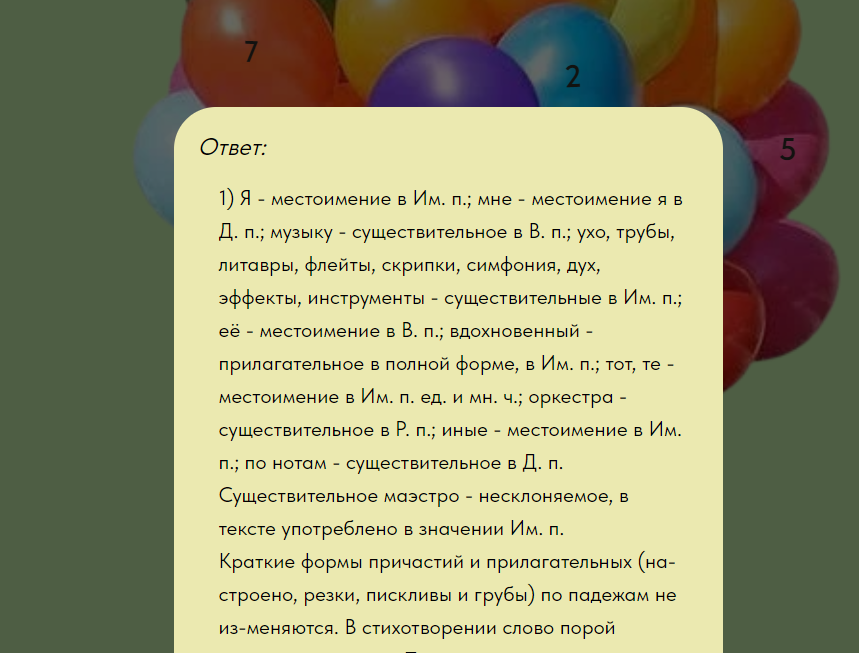 7
2
5
Ответ:
1) Я - местоимение в Им. п.; мне - местоимение я в
Д. п.; музыку - существительное в В. п.; ухо, трубы,
литавры, флейты, скрипки, симфония, дух,
эффекты, инструменты - существительные в Им. п.;
её - местоимение в В. п.; вдохновенный -
прилагательное в полной форме, в Им. п.; тот, те -
местоимение в Им. п. ед. и мн. ч.; оркестра -
существительное в Р. п.; иные - местоимение в Им.
п.; по нотам - существительное в Д. п.
Существительное маэстро - несклоняемое, в
тексте употреблено в значении Им. п.
Краткие формы причастий и прилагательных (на-
строено, резки, пискливы и грубы) по падежам не
из-меняются. В стихотворении слово порой